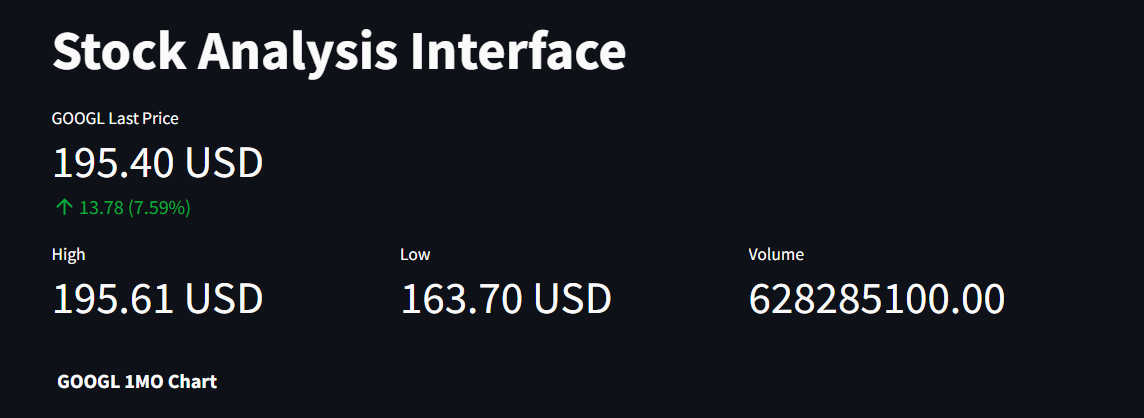 Stock Analysis Interface
GOOGL Last Price
195.40 USD
↑ 13.78 (7.59%)
High Low Volume
195.61 USD 163.70 USD 628285100.00
GOOGL 1MO Chart